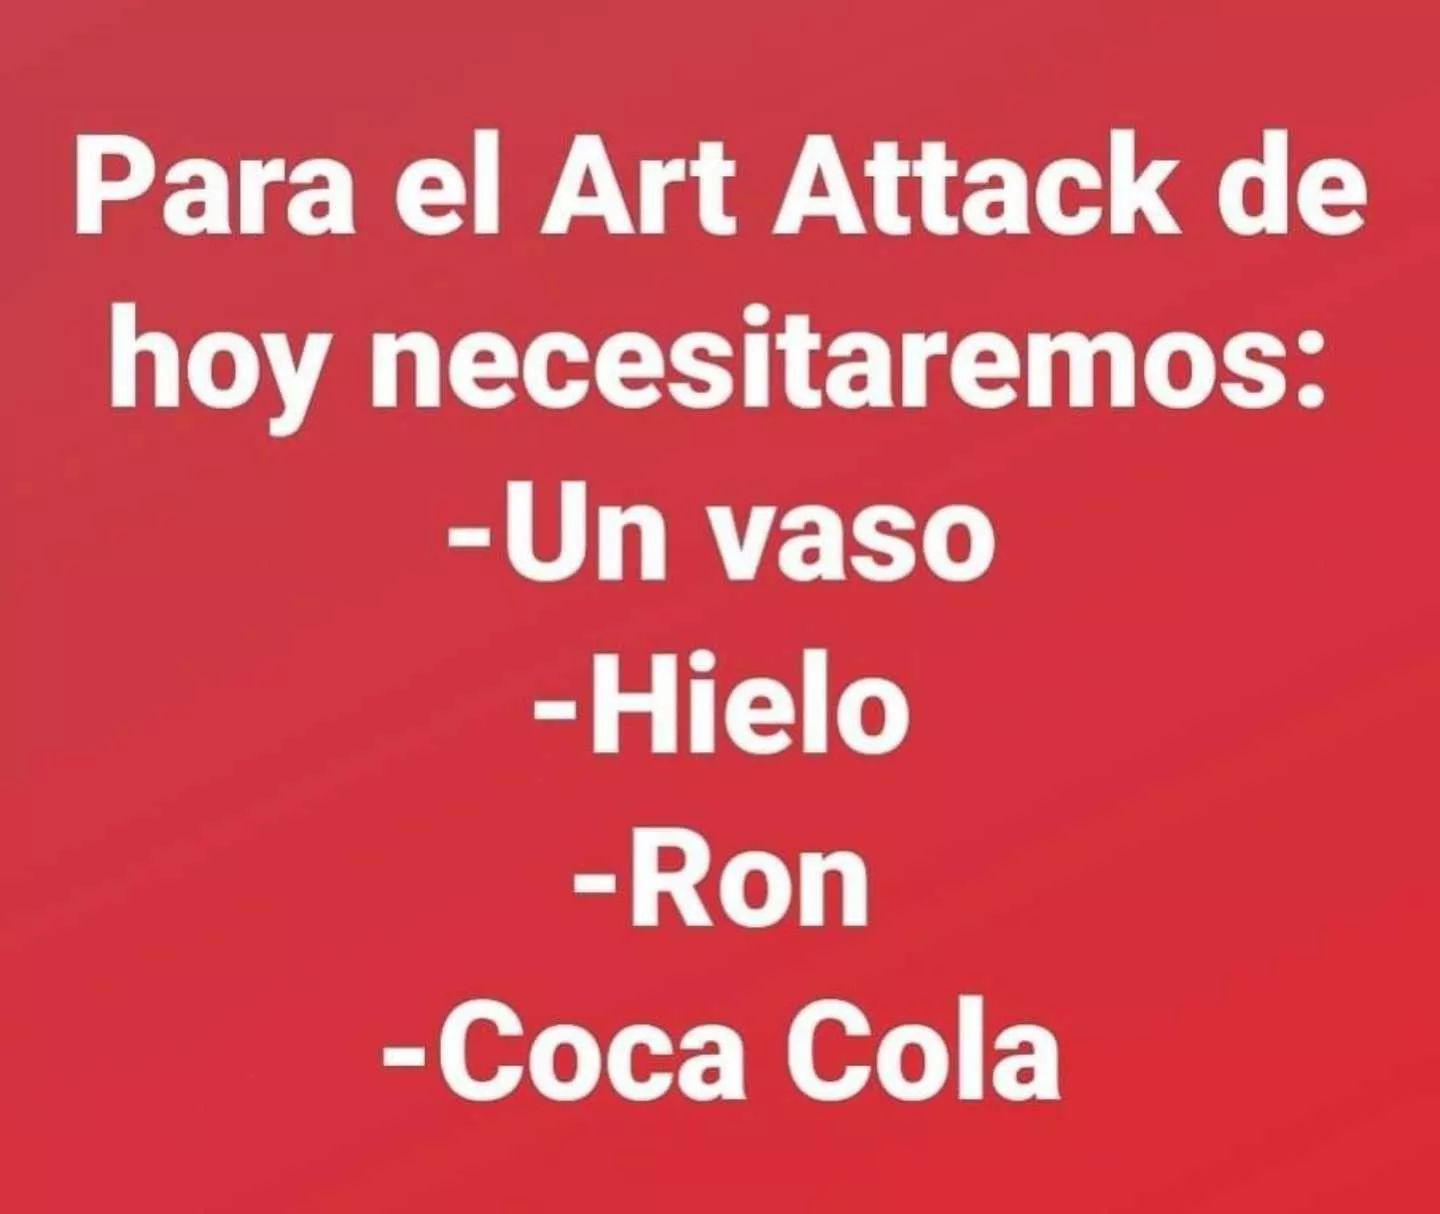 Para el Art Attack de
hoy necesitaremos:
-Un vaso
-Hielo
-Ron
-Coca Cola